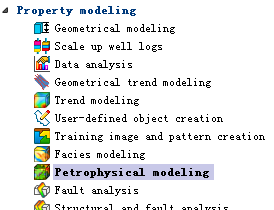 Property modeling
Geometrical modeling
Scale up well logs
Data analysis
Geometrical trend modeling
Trend modeling
User-defined object creation
Training image and pattern creation
Facies modeling
Petrophysical modeling
Fault analysis
Structural and fault analysis